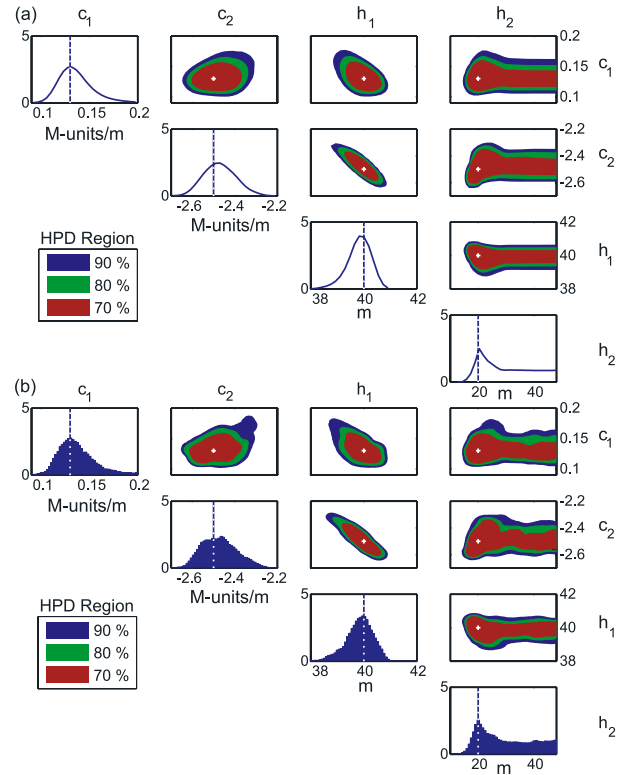 (a) c₁ c₂ h₁ h₂
5 0.2
0.15 c₁
0 0.1
0.1 0.15 0.2
M-units/m
5 -2.2
-2.4 c₂
-2.6
0
-2.6 -2.4 -2.2
M-units/m
HPD Region
90 %
80 %
70 %
5 42
40 h₁
0 38
38 40 42
m
5
h₂
0
20 m 40
(b) c₁ c₂ h₁ h₂
5 0.2
0.15 c₁
0 0.1
0.1 0.15 0.2
M-units/m
5 -2.2
-2.4 c₂
-2.6
0
-2.6 -2.4 -2.2
M-units/m
HPD Region
90 %
80 %
70 %
5 42
40 h₁
0 38
38 40 42
m
5
h₂
0
20 m 40